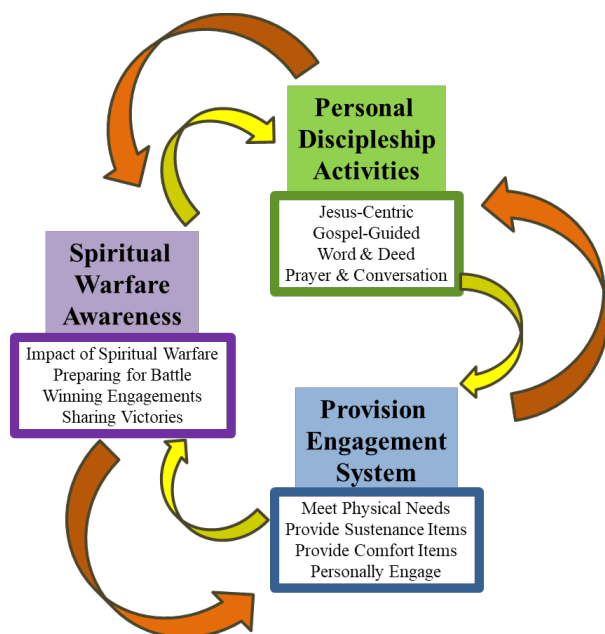 Personal
Discipleship
Activities
Jesus-Centric
Gospel-Guided
Word & Deed
Prayer & Conversation
Spiritual
Warfare
Awareness
Impact of Spiritual Warfare
Preparing for Battle
Winning Engagements
Sharing Victories
Provision
Engagement
System
Meet Physical Needs
Provide Sustenance Items
Provide Comfort Items
Personally Engage